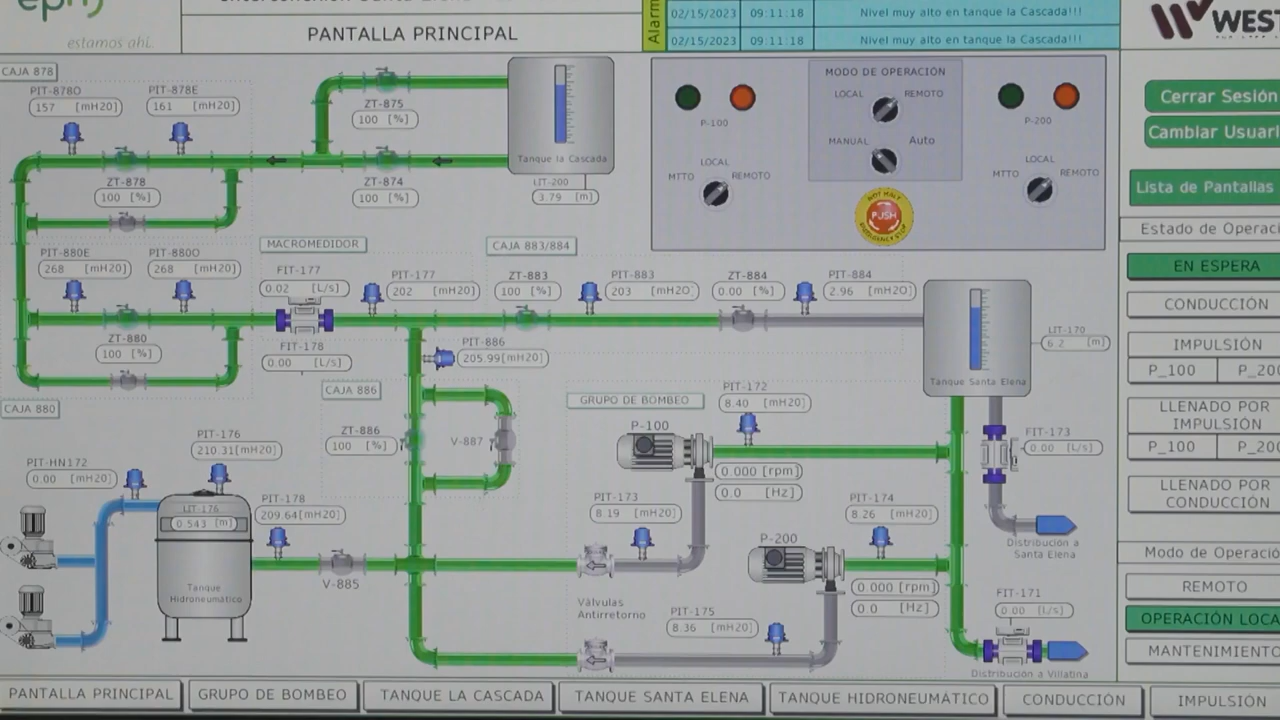 epm
estamos ahí.
PANTALLA PRINCIPAL
Alarm
02/15/2023 09:11:18 Nivel muy alto en tanque la Cascada!!!
02/15/2023 09:11:18 Nivel muy alto en tanque la Cascada!!!
WEST
CAJA 878
PIT-878O
157 [mH20]
PIT-878E
161 [mH20]
ZT-875
100 [%]
Tanque la Cascada
LIT-200
3.79 [m]
ZT-874
100 [%]
ZT-878
100 [%]
MODO DE OPERACIÓN
LOCAL
REMOTO
MANUAL
Auto
P-100
P-200
LOCAL
MTTO
REMOTO
LOCAL
MTTO
REMOTO
PUSH
EMERGENCY STOP
Cerrar Sesión
Cambiar Usuari
Lista de Pantallas
Estado de Operaci
EN ESPERA
CONDUCCIÓN
IMPULSIÓN
P_100
P_200
LLENADO POR
IMPULSIÓN
P_100
P_200
LLENADO POR
CONDUCCIÓN
Modo de Operació
REMOTO
OPERACIÓN LOCA
MANTENIMIENTO
PIT-880E
268 [mH20]
PIT-880O
268 [mH20]
ZT-880
100 [%]
CAJA 880
MACROMEDIDOR
FIT-177
0.02 [L/s]
FIT-178
0.00 [L/s]
PIT-177
202 [mH20]
CAJA 883/884
ZT-883
100 [%]
PIT-883
203 [mH20]
ZT-884
0.00 [%]
PIT-884
2.96 [mH2O]
Tanque Santa Elena
LIT-170
6.2 [m]
PIT-886
205.99[mH20]
CAJA 886
ZT-886
100 [%]
V-887
GRUPO DE BOMBEO
PIT-172
8.40 [mH20]
P-100
0.000 [rpm]
0.0 [Hz]
PIT-173
8.19 [mH20]
PIT-174
8.26 [mH20]
P-200
0.000 [rpm]
0.0 [Hz]
PIT-175
8.36 [mH20]
Válvulas
Antirretorno
FIT-173
0.00 [L/s]
Distribución a
Santa Elena
FIT-171
0.00 [L/s]
Distribución a Villatina
PIT-HN172
0.00 [mH20]
PIT-176
210.31[mH20]
LIT-176
0.543 [m]
Tanque
Hidroneumático
PIT-178
209.64[mH20]
V-885
PANTALLA PRINCIPAL
GRUPO DE BOMBEO
TANQUE LA CASCADA
TANQUE SANTA ELENA
TANQUE HIDRONEUMÁTICO
CONDUCCIÓN
IMPULSIÓN